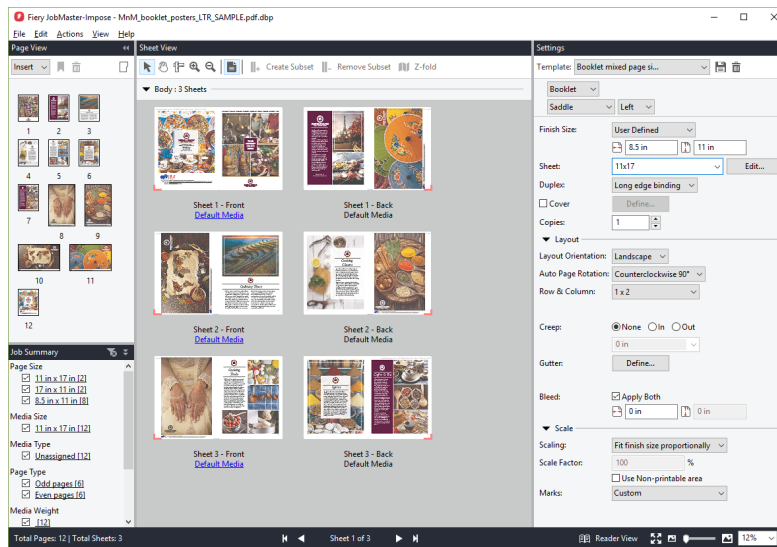 Fiery JobMaster-Impose - MnM_booklet_posters_LTR_SAMPLE.pdf.dbp
File Edit Actions View Help
Page View
Insert
1 2 3
4 5 6
7 8 9
10 11
12
Job Summary
Page Size
11 in x 17 in [2]
17 in x 11 in [2]
8.5 in x 11 in [8]
Media Size
11 in x 17 in [12]
Media Type
Unassigned [12]
Page Type
Odd pages [6]
Even pages [6]
Media Weight
[12]
Sheet View
Create Subset Remove Subset Z-fold
Body : 3 Sheets
Sheet 1 - Front
Default Media
Sheet 1 - Back
Default Media
Sheet 2 - Front
Default Media
Sheet 2 - Back
Default Media
Sheet 3 - Front
Default Media
Sheet 3 - Back
Default Media
Settings
Template: Booklet mixed page si...
Booklet
Saddle Left
Finish Size: User Defined
8.5 in 11 in
Sheet: 11x17 Edit...
Duplex: Long edge binding
Cover Define...
Copies: 1
Layout
Layout Orientation: Landscape
Auto Page Rotation: Counterclockwise 90°
Row & Column: 1 x 2
Creep: None In Out
0 in
Gutter: Define...
Bleed: Apply Both
0 in 0 in
Scale
Scaling: Fit finish size proportionally
Scale Factor: 100 %
Use Non-printable area
Marks: Custom
Total Pages: 12 | Total Sheets: 3
Sheet 1 of 3
Reader View 12%